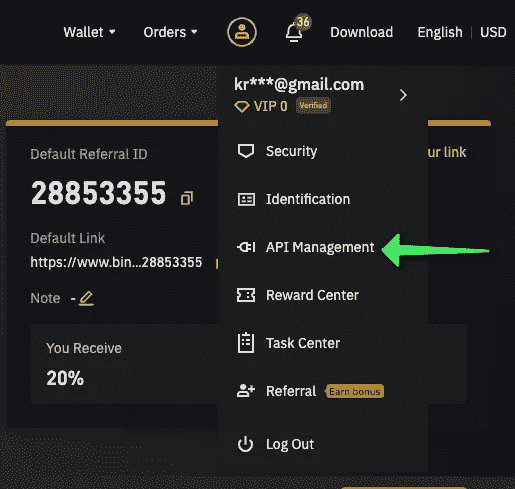 Wallet Orders 36 Download English USD
kr***@gmail.com
VIP 0 Verified
Default Referral ID
Security
ur link
28853355
Identification
Default Link
API Management
https://www.bin...28853355
Note -
Reward Center
You Receive
Task Center
20%
Referral Earn bonus
Log Out